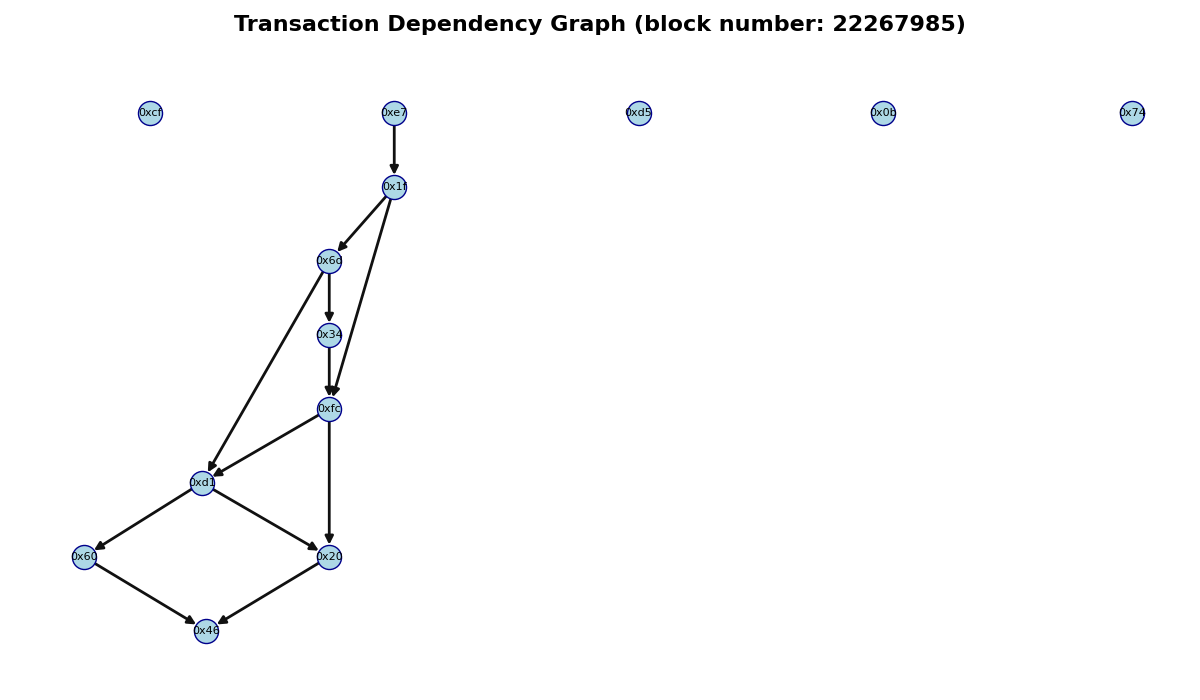 Transaction Dependency Graph (block number: 22267985)
0xcf 0xe7 0xd5 0x0b 0x74
0x1f
0x6d
0x34
0xfc
0xd1
0x60 0x20
0x46